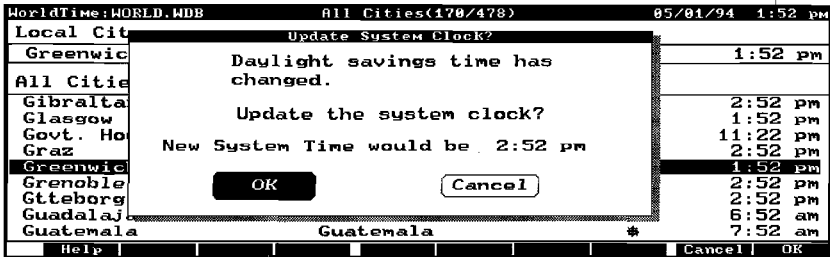 WorldTime:WORLD.WDB All Cities(170/478) 05/01/94 1:52 pm
Local Cit
Update System Clock?
Greenwic 1:52 pm
Daylight savings time has
changed.
All Citie
Gibralta 2:52 pm
Glasgow 1:52 pm
Update the system clock?
Govt. Ho 11:22 pm
Graz 2:52 pm
New System Time would be 2:52 pm
Greenwic 1:52 pm
Grenoble 2:52 pm
OK Cancel
Gtteborg 2:52 pm
Guadalaja 6:52 am
Guatemala Guatemala * 7:52 am
Help Cancel OK